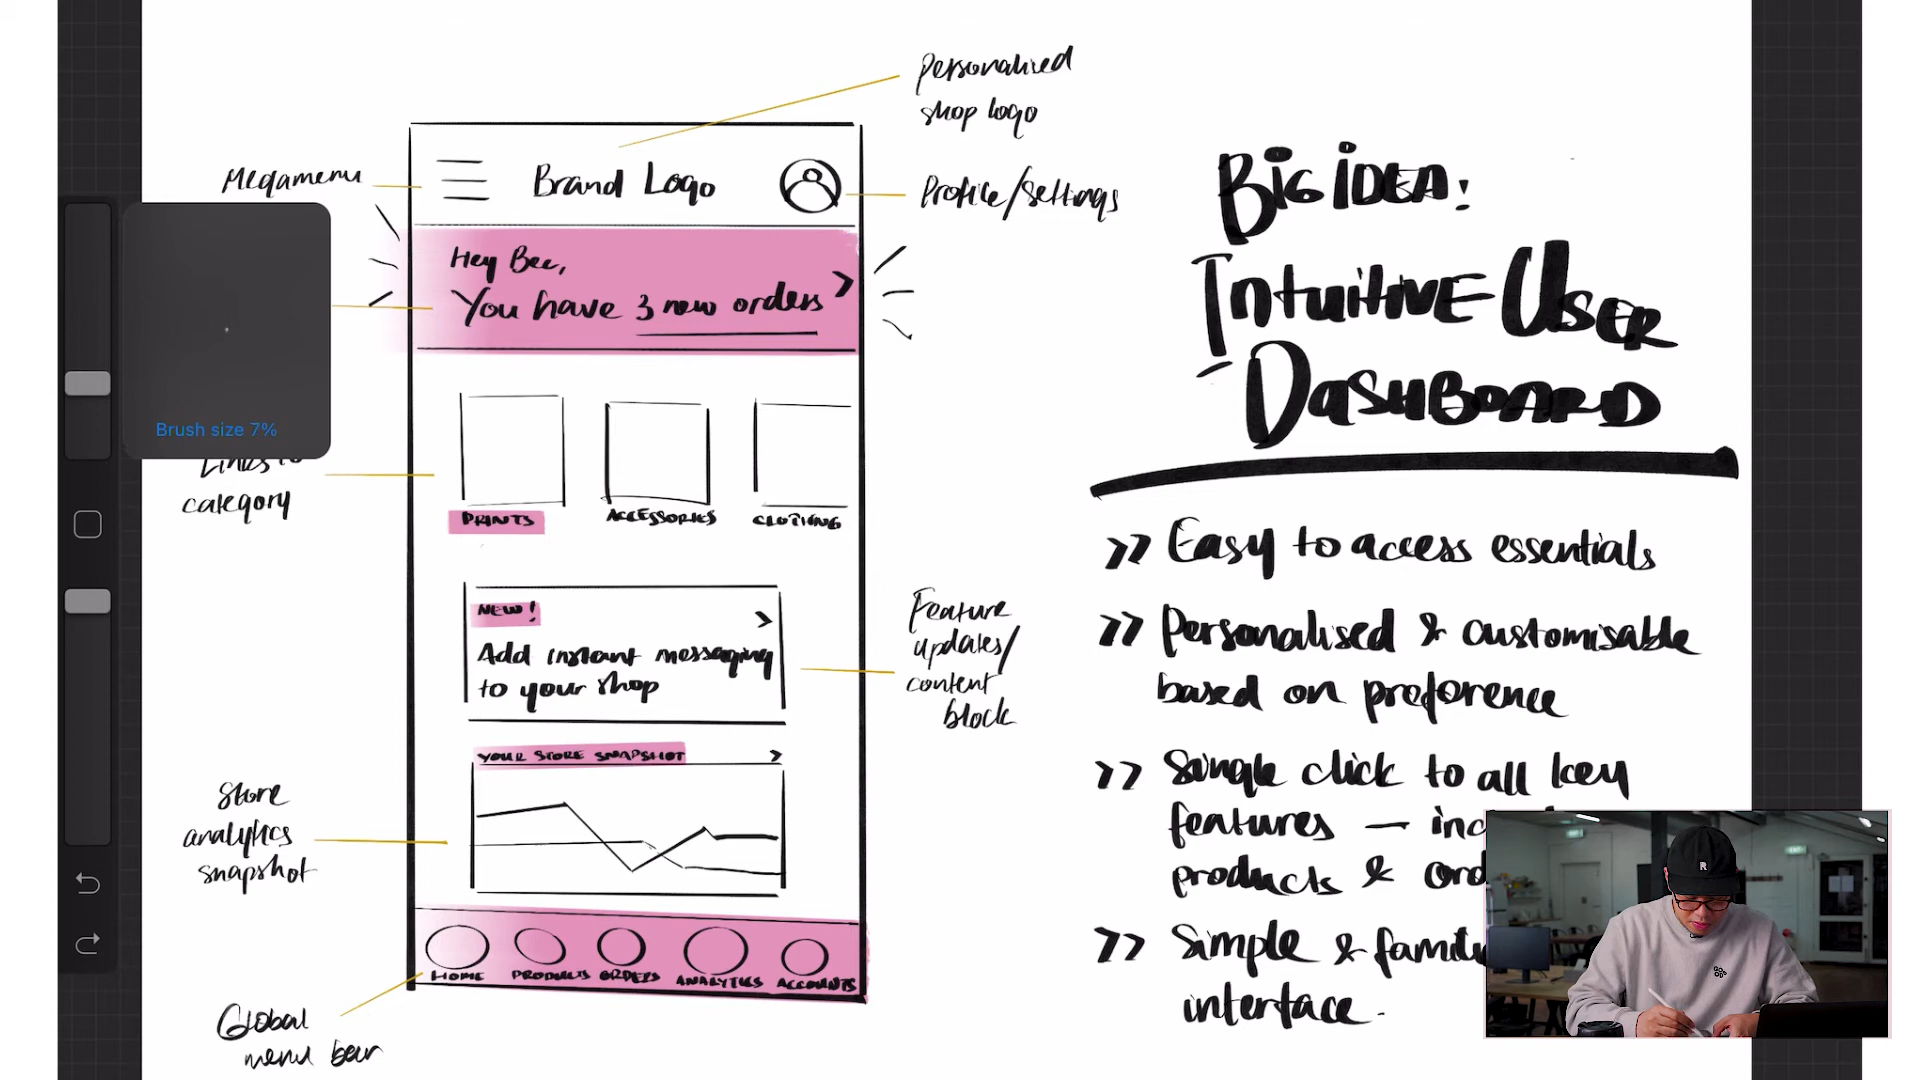 Personalised
shop logo
Megamenu
Brand Logo
Profile/Settings
Hey Bee,
You have 3 new orders
Brush size 7%
Links to
category
PRINTS
ACCESSORIES
CLOTHING
NEW!
Add instant messaging
to your shop
Feature
updates/
content
block
YOUR STORE SNAPSHOT
Store
analytics
snapshot
HOME
PRODUCTS
ORDERS
ANALYTICS
ACCOUNTS
Global
menu bar
BIG IDEA:
INTUITIVE USER
DASHBOARD
>> Easy to access essentials
>> Personalised & customisable
based on preference
>> Single click to all key
features —
products &
>> Simple &
interface.
R